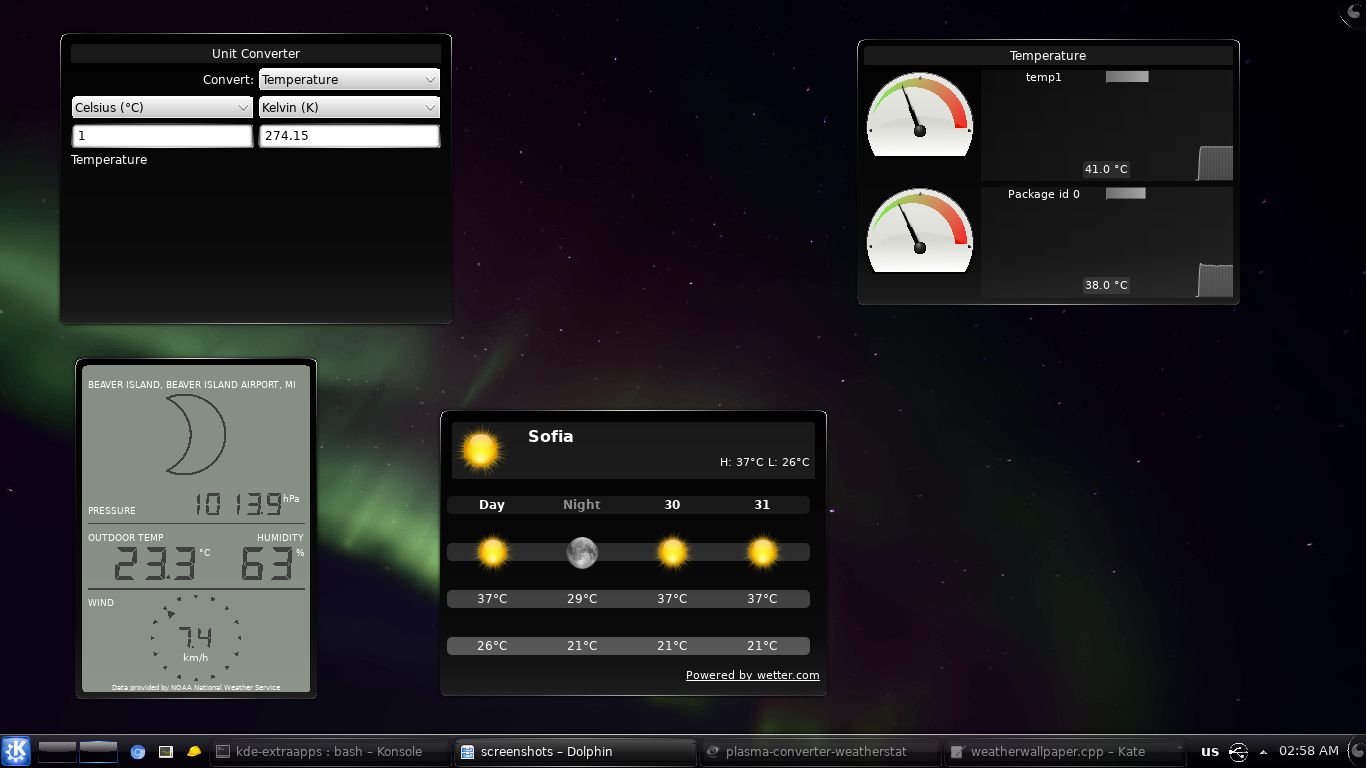 Unit Converter
Convert: Temperature
Celsius (°C) Kelvin (K)
1 274.15
Temperature
Temperature
temp1
41.0 °C
Package id 0
38.0 °C
BEAVER ISLAND, BEAVER ISLAND AIRPORT, MI
PRESSURE 1013.9 hPa
OUTDOOR TEMP HUMIDITY
23.3 °C 63 %
WIND
7.4
km/h
Data provided by NOAA National Weather Service
Sofia
H: 37°C L: 26°C
Day Night 30 31
37°C 29°C 37°C 37°C
26°C 21°C 21°C 21°C
Powered by wetter.com
kde-extraapps : bash – Konsole screenshots – Dolphin plasma-converter-weatherstat weatherwallpaper.cpp – Kate us 02:58 AM